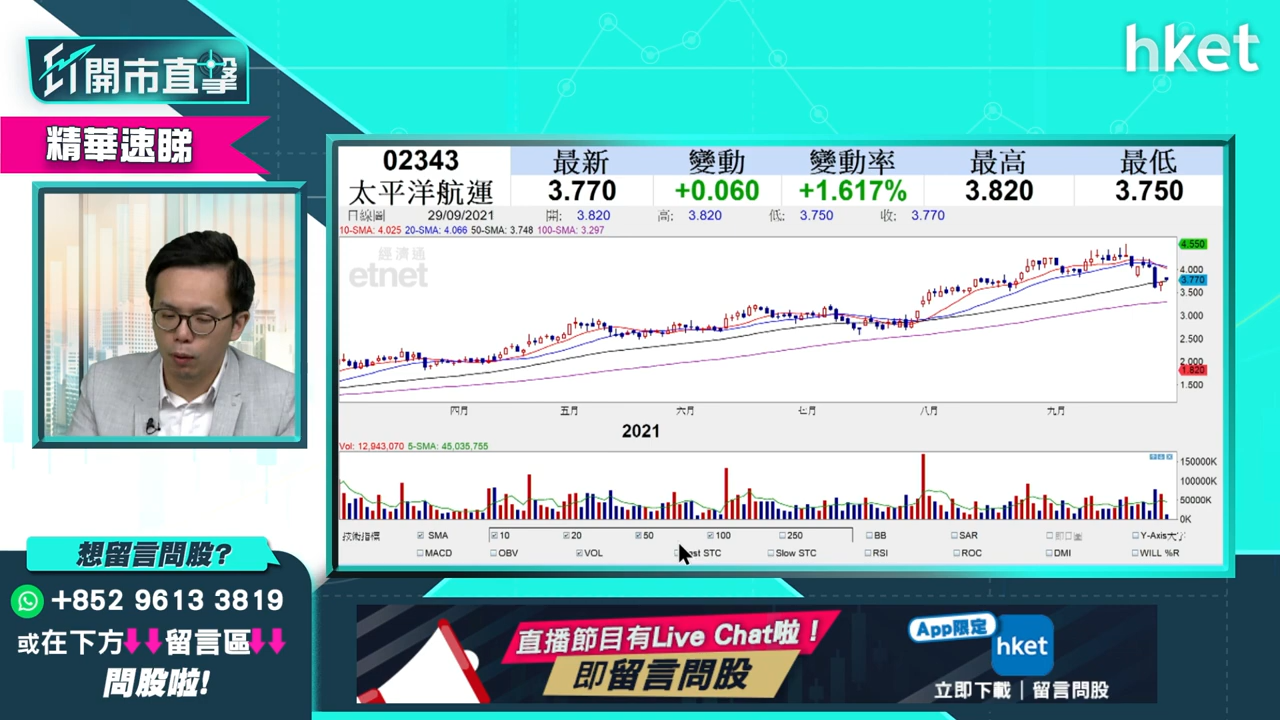 ET開市直擊
hket
精華速睇
02343 最新 變動 變動率 最高 最低
太平洋航運 3.770 +0.060 +1.617% 3.820 3.750
日線圖 29/09/2021 開: 3.820 高: 3.820 低: 3.750 收: 3.770
10-SMA: 4.025 20-SMA: 4.066 50-SMA: 3.748 100-SMA: 3.297
經濟通
etnet
4.550
4.000
3.770
3.500
3.000
2.500
2.000
1.820
1.500
四月 五月 六月 七月 八月 九月
2021
Vol: 12,943,070 5-SMA: 45,035,755
150000K
100000K
50000K
0K
技術指標 SMA 10 20 50 100 250 BB SAR Y-Axis
MACD OBV VOL STC Slow STC RSI ROC DMI WILL %R
想留言問股?
+852 9613 3819
或在下方留言區
問股啦!
直播節目有Live Chat啦!
即留言問股
App限定
hket
立即下載 | 留言問股